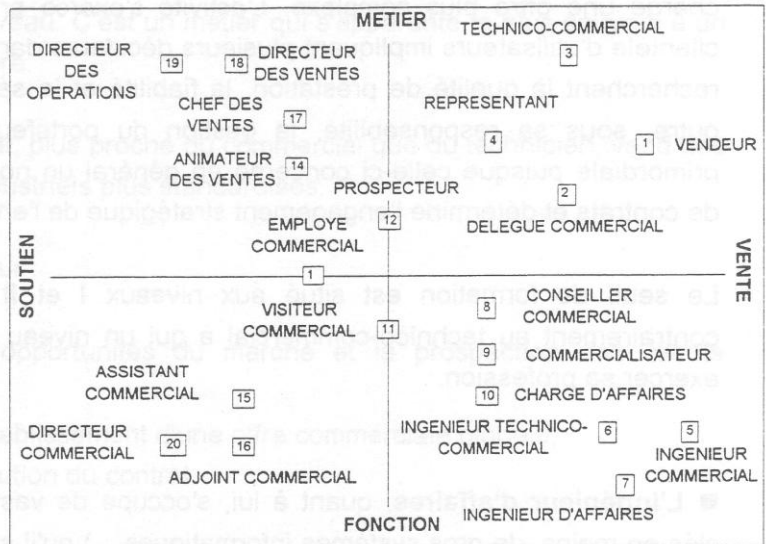 METIER
TECHNICO-COMMERCIAL
3
DIRECTEUR
DES
OPERATIONS
19
18
DIRECTEUR
DES VENTES
CHEF DES
VENTES
17
REPRESENTANT
4
1
VENDEUR
ANIMATEUR
DES VENTES
14
PROSPECTEUR
2
DELEGUE COMMERCIAL
EMPLOYE
COMMERCIAL
12
SOUTIEN
1
VENTE
VISITEUR
COMMERCIAL
11
8
CONSEILLER
COMMERCIAL
9
COMMERCIALISATEUR
10
CHARGE D'AFFAIRES
ASSISTANT
COMMERCIAL
15
DIRECTEUR
COMMERCIAL
20
16
ADJOINT COMMERCIAL
INGENIEUR TECHNICO-
COMMERCIAL
6
5
INGENIEUR
COMMERCIAL
7
INGENIEUR D'AFFAIRES
FONCTION